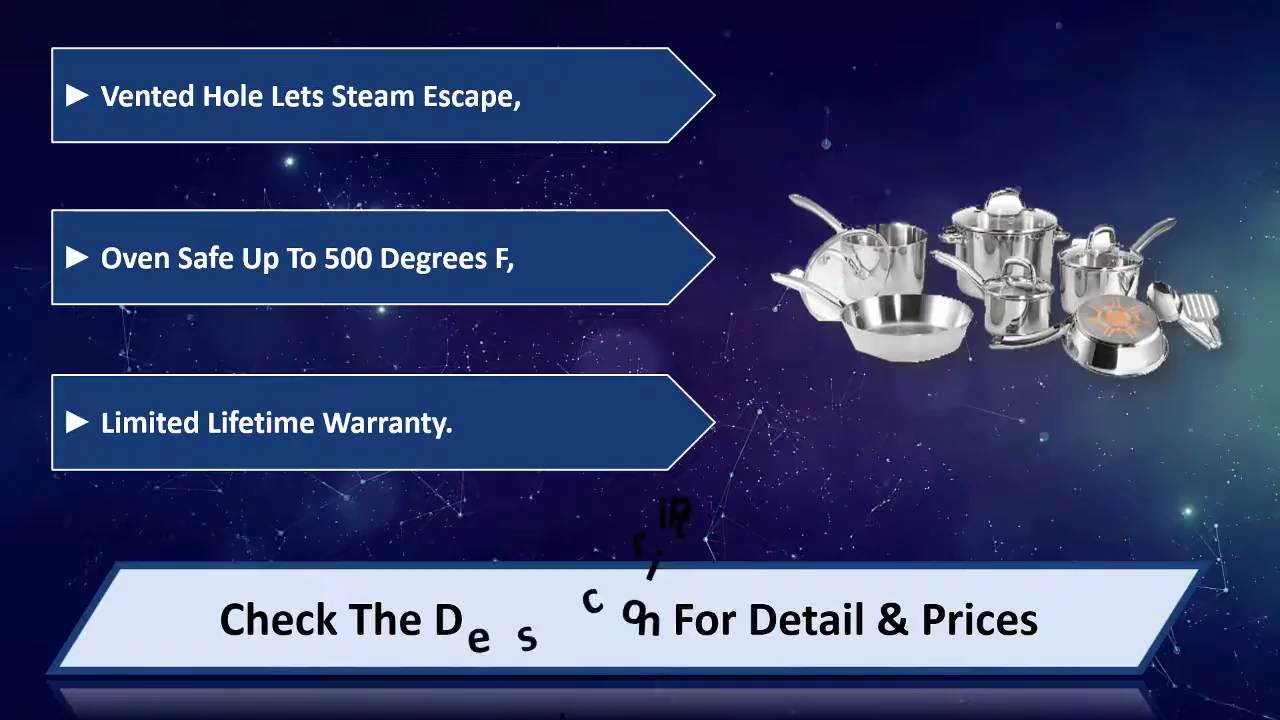 Vented Hole Lets Steam Escape,
Oven Safe Up To 500 Degrees F,
Limited Lifetime Warranty.
Check The Description For Detail & Prices